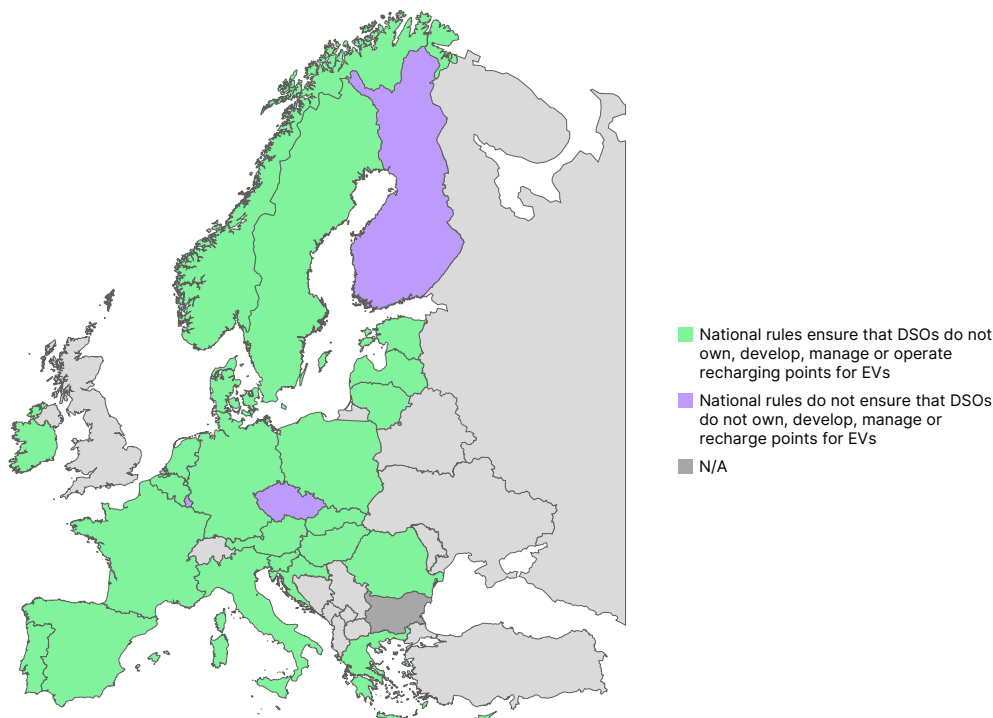 National rules ensure that DSOs do not
own, develop, manage or operate
recharging points for EVs
National rules do not ensure that DSOs
do not own, develop, manage or
recharge points for EVs
N/A